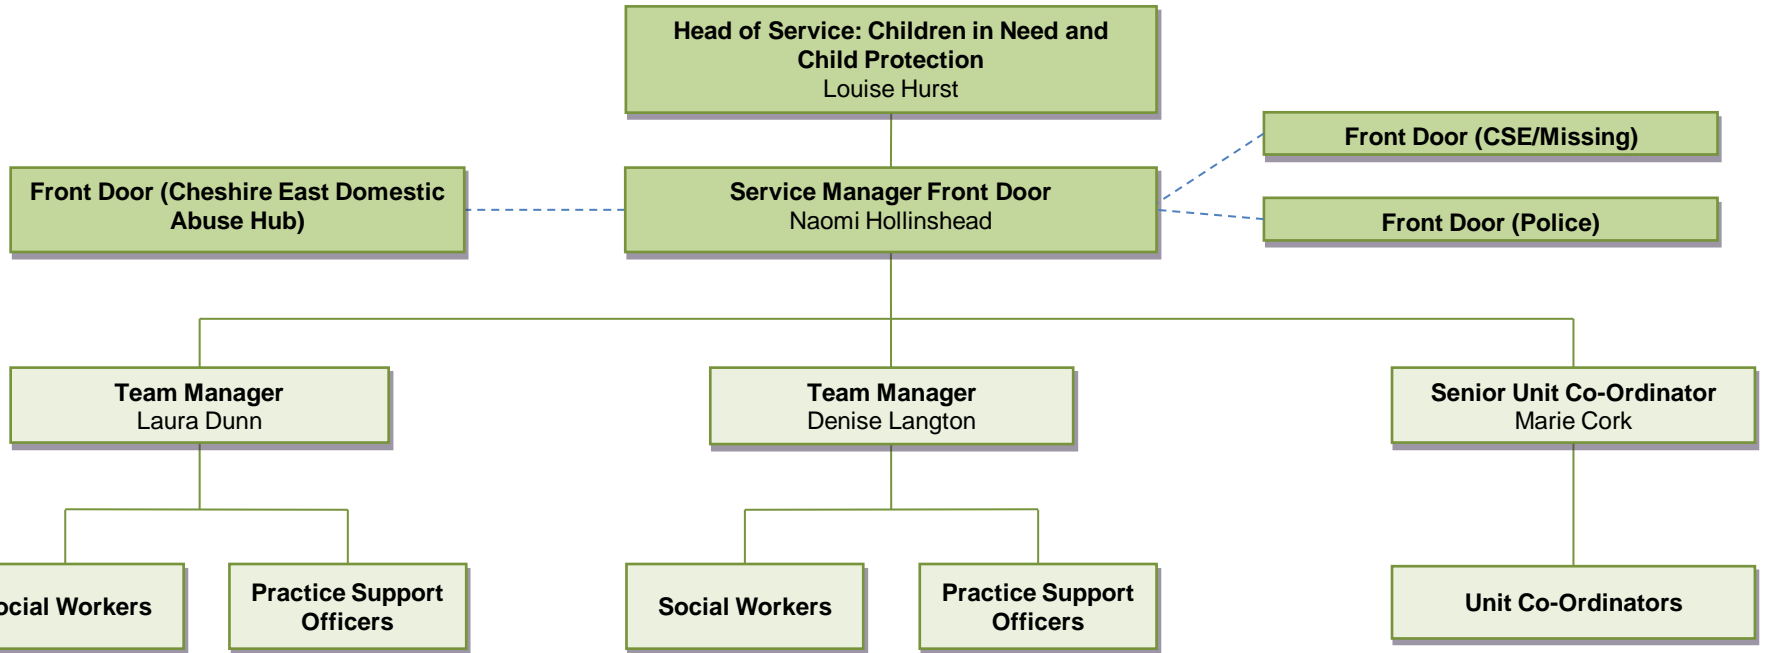 Head of Service: Children in Need and
Child Protection
Louise Hurst
Front Door (CSE/Missing)
Front Door (Cheshire East Domestic
Abuse Hub)
Service Manager Front Door
Naomi Hollinshead
Front Door (Police)
Team Manager
Laura Dunn
Team Manager
Denise Langton
Senior Unit Co-Ordinator
Marie Cork
ocial Workers
Practice Support
Officers
Social Workers
Practice Support
Officers
Unit Co-Ordinators